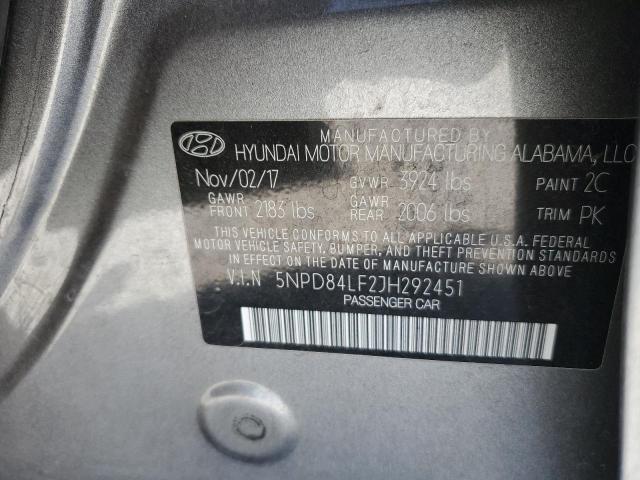 MANUFACTURED BY
HYUNDAI MOTOR MANUFACTURING ALABAMA, LLC
Nov/02/17 GVWR 3924 lbs PAINT 2C
GAWR FRONT 2183 lbs GAWR REAR 2006 lbs TRIM PK
THIS VEHICLE CONFORMS TO ALL APPLICABLE U.S.A. FEDERAL
MOTOR VEHICLE SAFETY, BUMPER, AND THEFT PREVENTION STANDARDS
IN EFFECT ON THE DATE OF MANUFACTURE SHOWN ABOVE.
V.I.N 5NPD84LF2JH292451
PASSENGER CAR